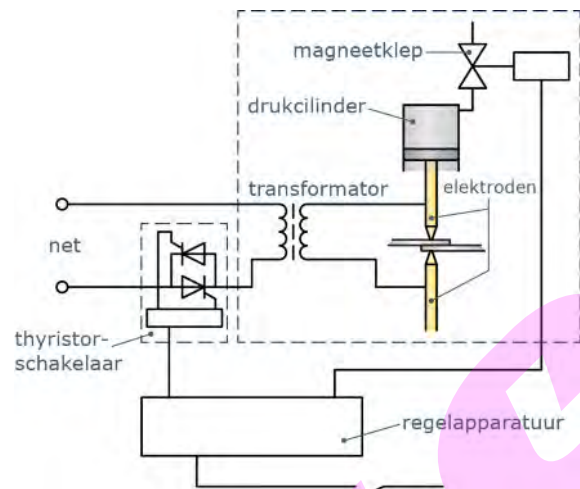 magneetklep
drukcilinder
transformator
elektroden
net
thyristor-
schakelaar
regelapparatuur